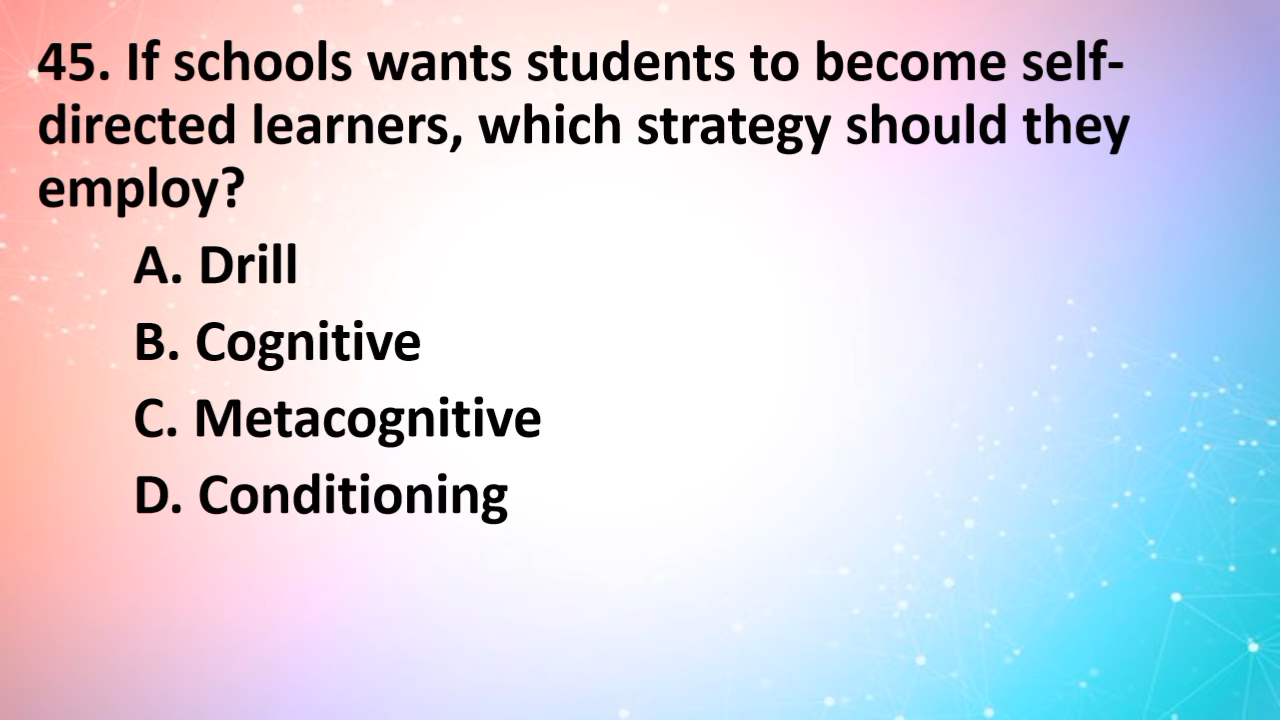 45. If schools wants students to become self-
directed learners, which strategy should they
employ?
A. Drill
B. Cognitive
C. Metacognitive
D. Conditioning